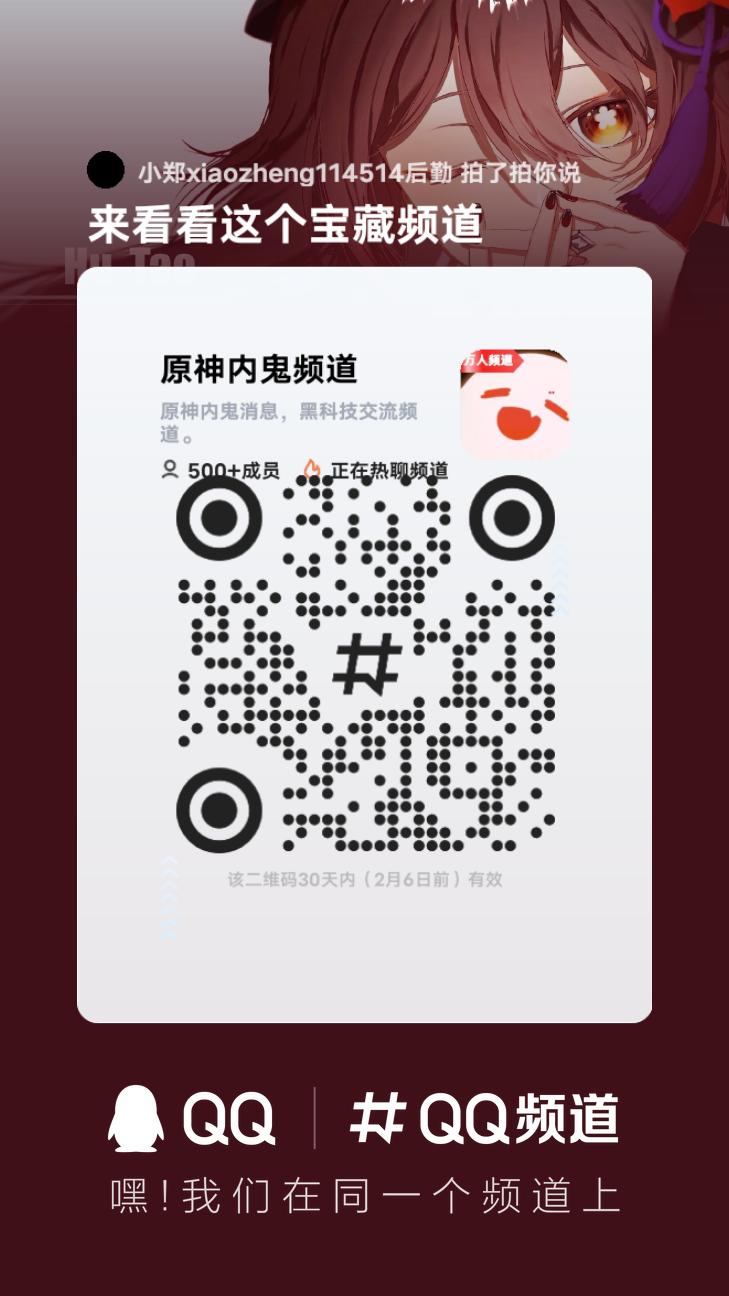 小郑xiaozheng114514后勤 拍了拍你说
来看看这个宝藏频道
Hu Tao
原神内鬼频道
万人频道
原神内鬼消息，黑科技交流频
道。
500+成员 正在热聊频道
该二维码30天内（2月6日前）有效
QQ QQ频道
嘿!我们在同一个频道上